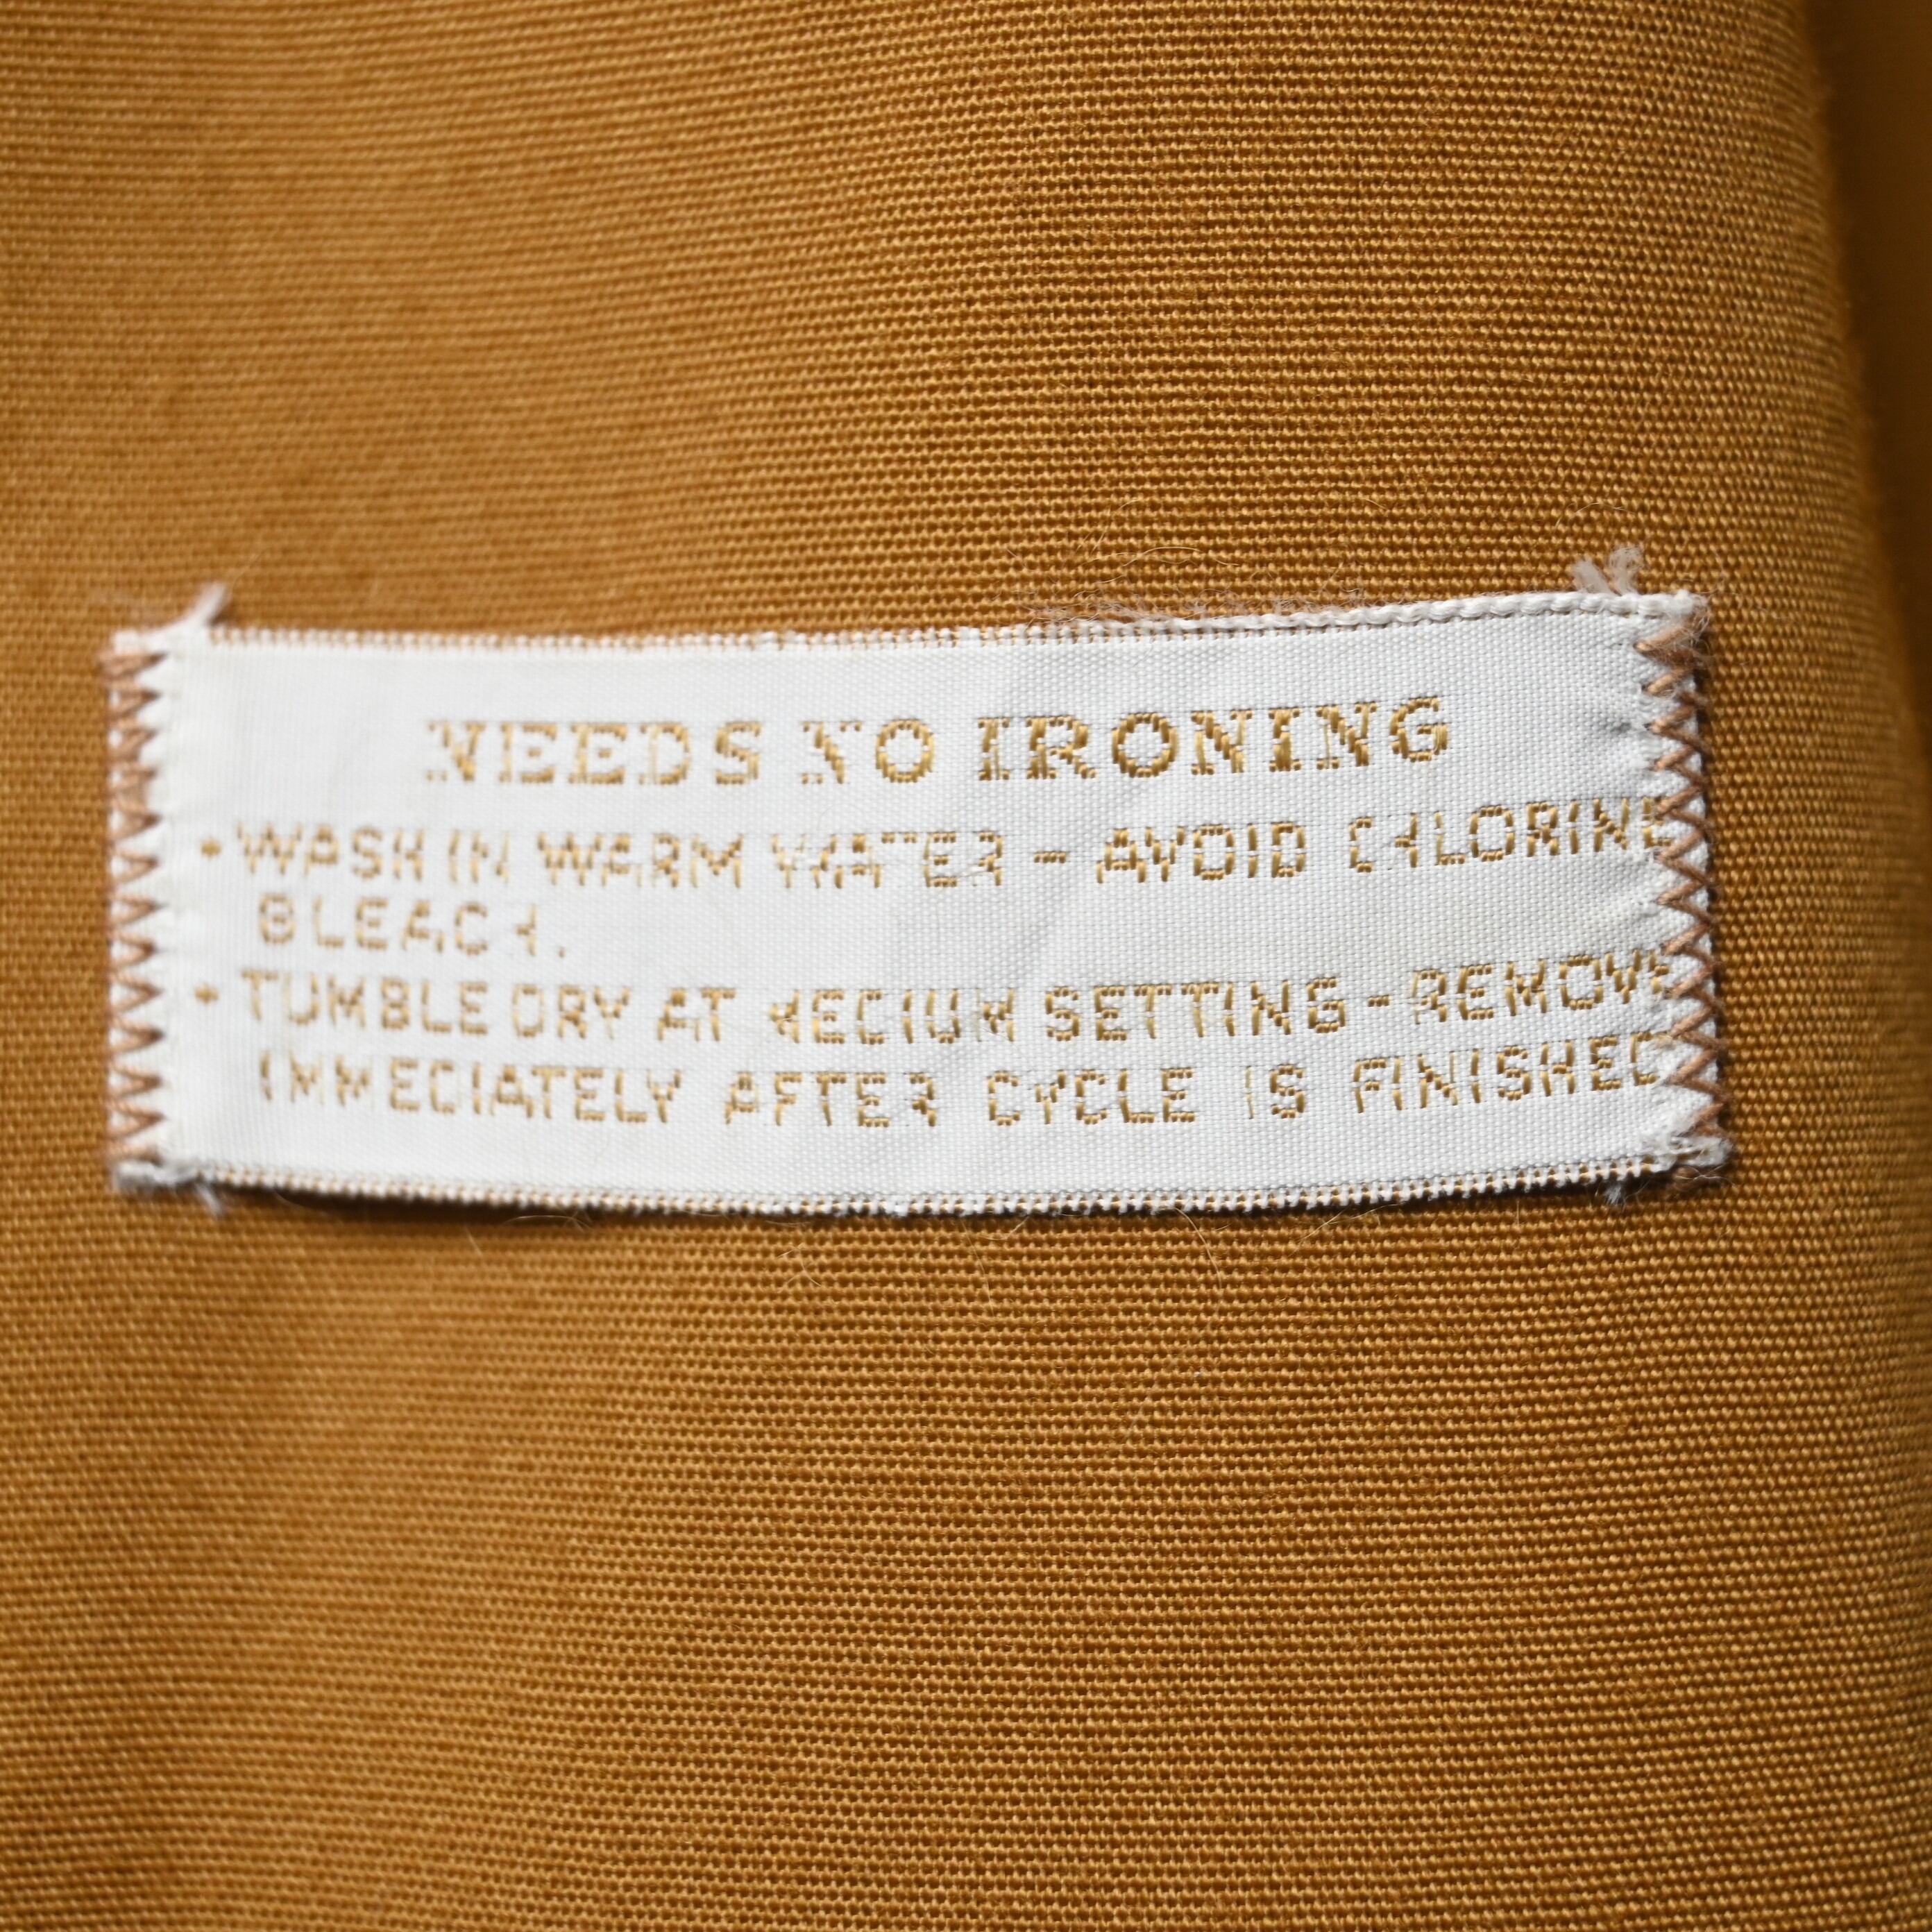 NEEDS NO IRONING
• WASH IN WARM WATER - AVOID CHLORINE
BLEACH.
• TUMBLE DRY AT MEDIUM SETTING - REMOVE
IMMEDIATELY AFTER CYCLE IS FINISHED